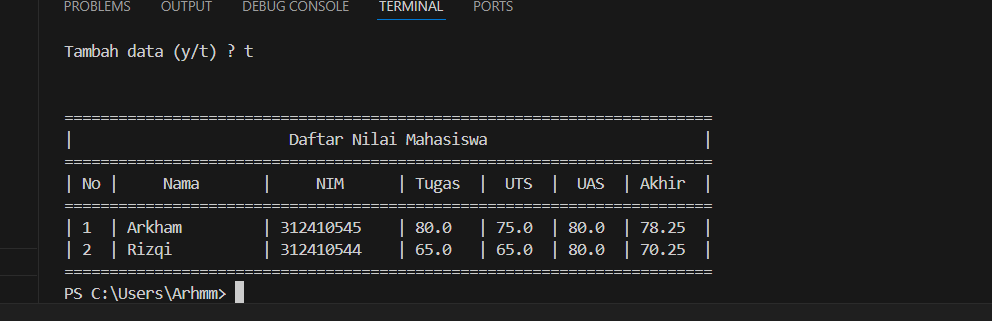 PROBLEMS OUTPUT DEBUG CONSOLE TERMINAL PORTS
Tambah data (y/t) ? t
========================================================================
|                        Daftar Nilai Mahasiswa                        |
========================================================================
| No |     Nama       |     NIM      | Tugas  |  UTS  |  UAS  | Akhir  |
========================================================================
| 1  | Arkham         | 312410545    | 80.0   | 75.0  | 80.0  | 78.25  |
| 2  | Rizqi          | 312410544    | 65.0   | 65.0  | 80.0  | 70.25  |
========================================================================
PS C:\Users\Arhmm>